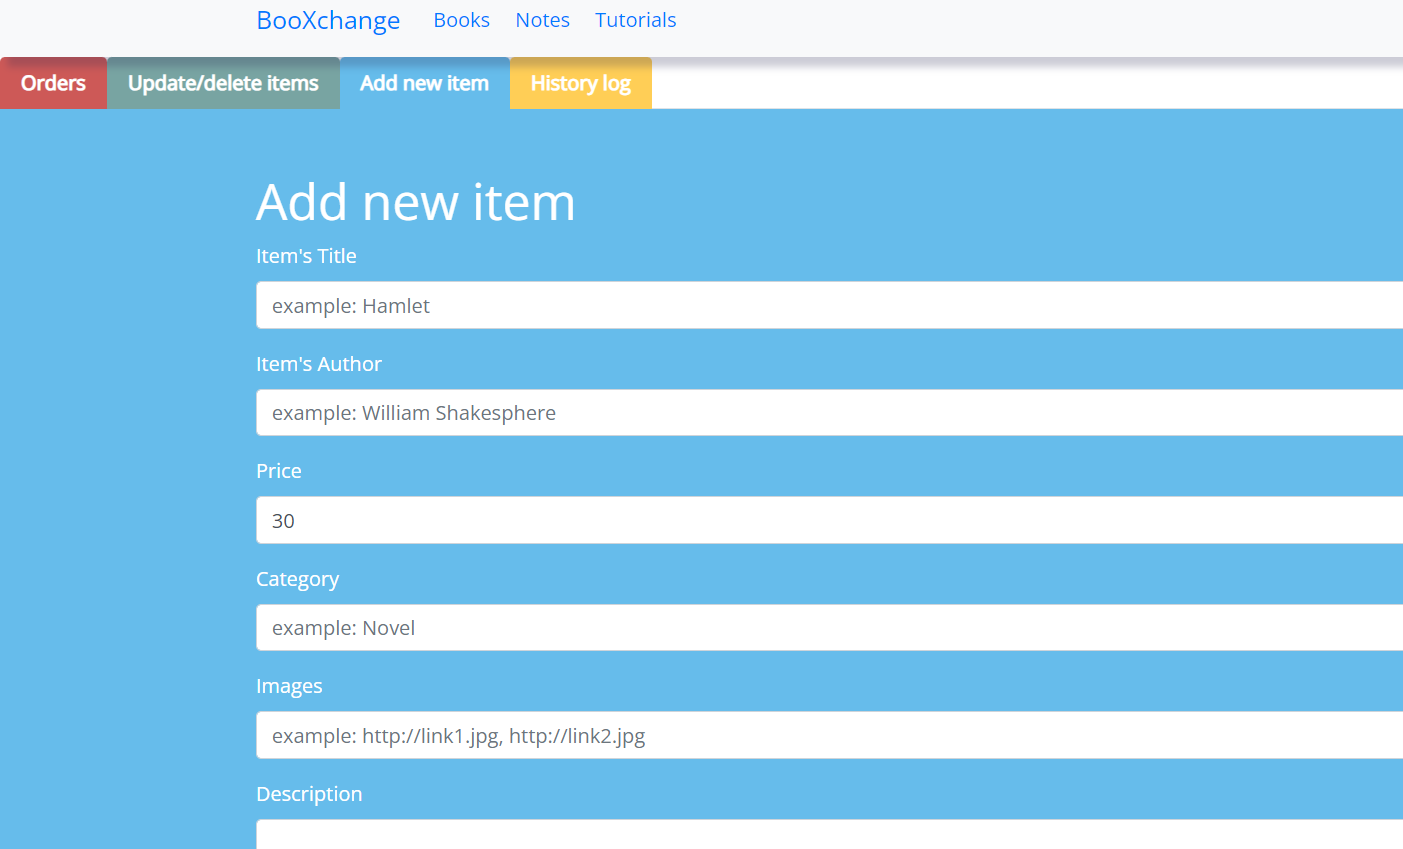 BooXchange Books Notes Tutorials
Orders Update/delete items Add new item History log
Add new item
Item's Title
example: Hamlet
Item's Author
example: William Shakesphere
Price
30
Category
example: Novel
Images
example: http://link1.jpg, http://link2.jpg
Description